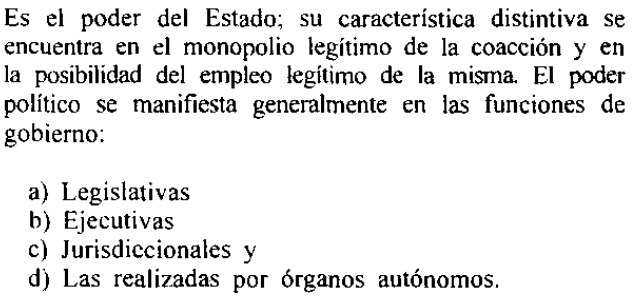 Es el poder del Estado; su característica distintiva se
encuentra en el monopolio legítimo de la coacción y en
la posibilidad del empleo legítimo de la misma. El poder
político se manifiesta generalmente en las funciones de
gobierno:
a) Legislativas
b) Ejecutivas
c) Jurisdiccionales y
d) Las realizadas por órganos autónomos.